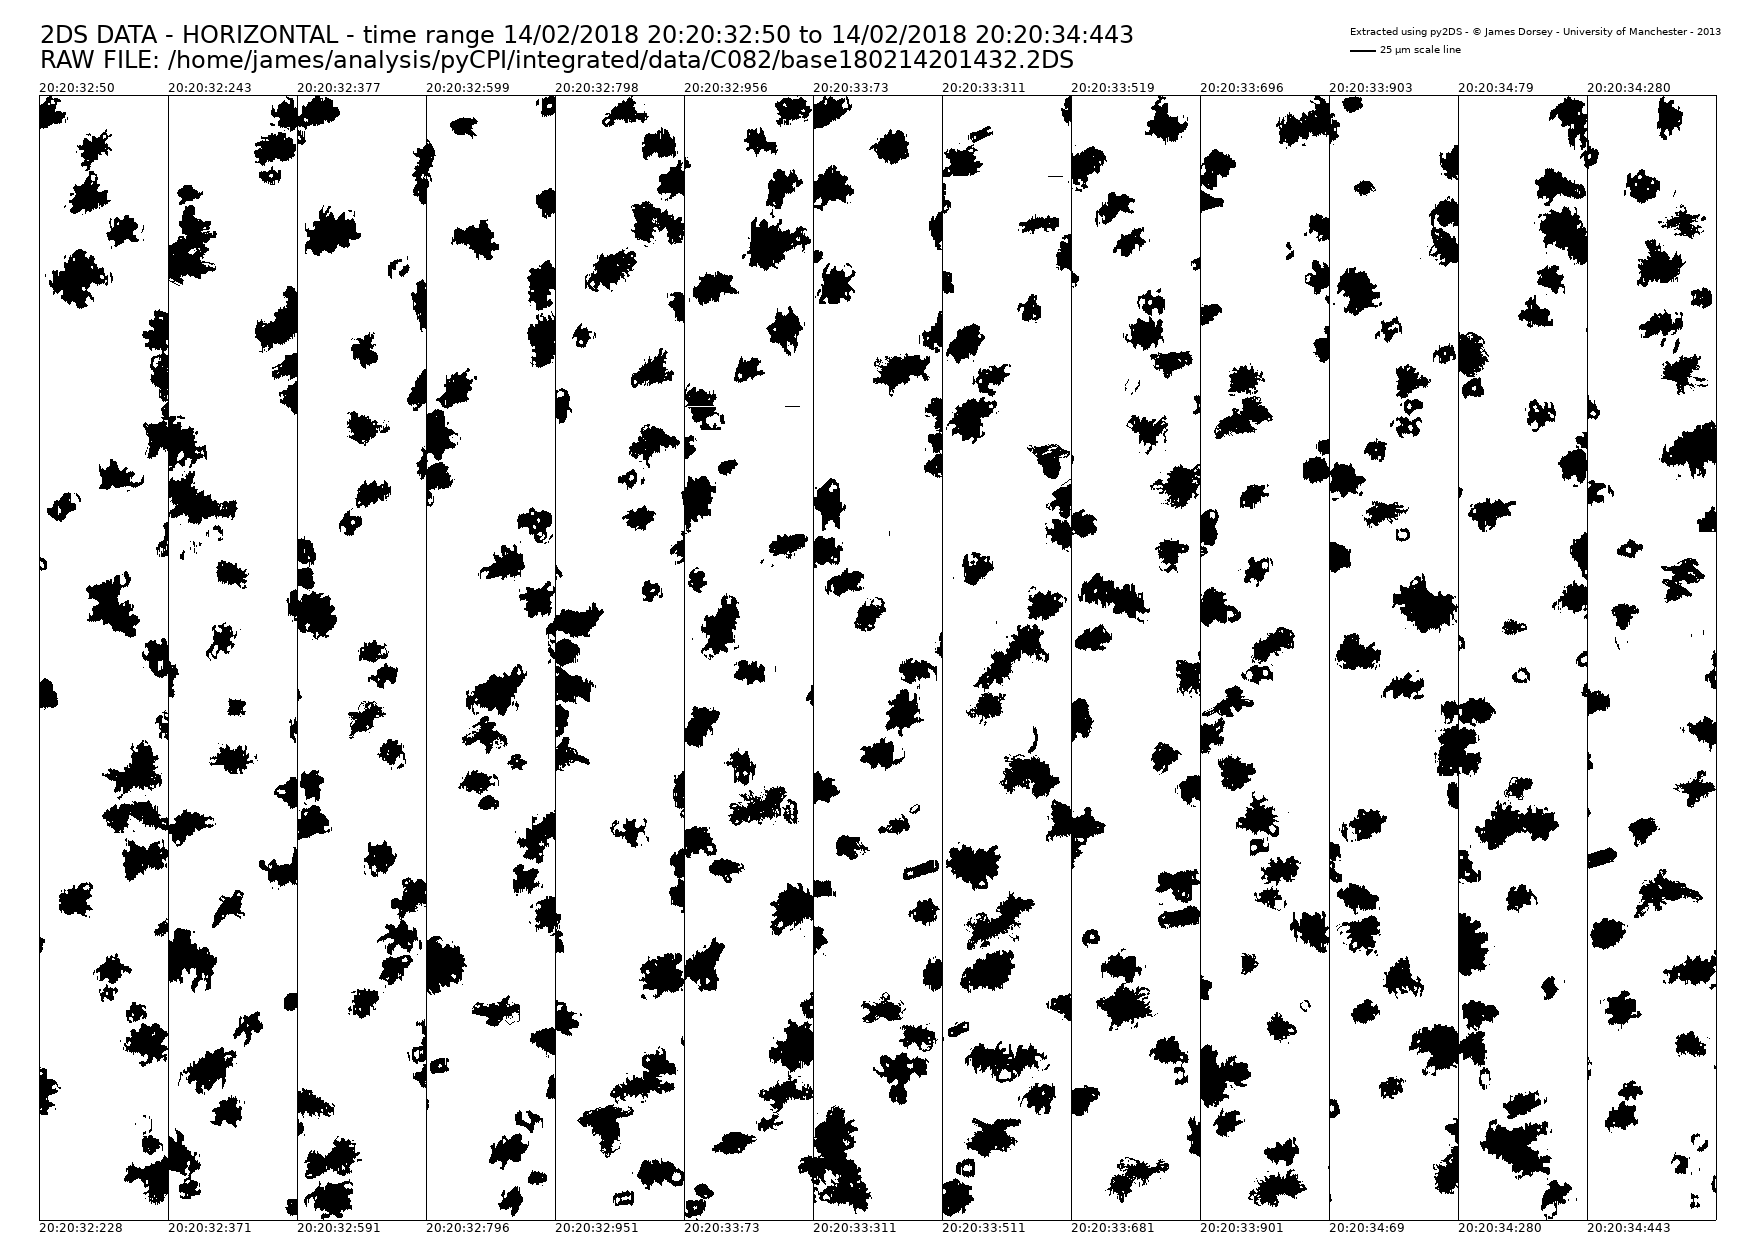 2DS DATA - HORIZONTAL - time range 14/02/2018 20:20:32:50 to 14/02/2018 20:20:34:443
RAW FILE: /home/james/analysis/pyCPI/integrated/data/C082/base180214201432.2DS
Extracted using py2DS - © James Dorsey - University of Manchester - 2013
25 µm scale line
20:20:32:50 20:20:32:243 20:20:32:377 20:20:32:599 20:20:32:798 20:20:32:956 20:20:33:73 20:20:33:311 20:20:33:519 20:20:33:696 20:20:33:903 20:20:34:79 20:20:34:280
20:20:32:228 20:20:32:371 20:20:32:591 20:20:32:796 20:20:32:951 20:20:33:73 20:20:33:311 20:20:33:511 20:20:33:681 20:20:33:901 20:20:34:69 20:20:34:280 20:20:34:443